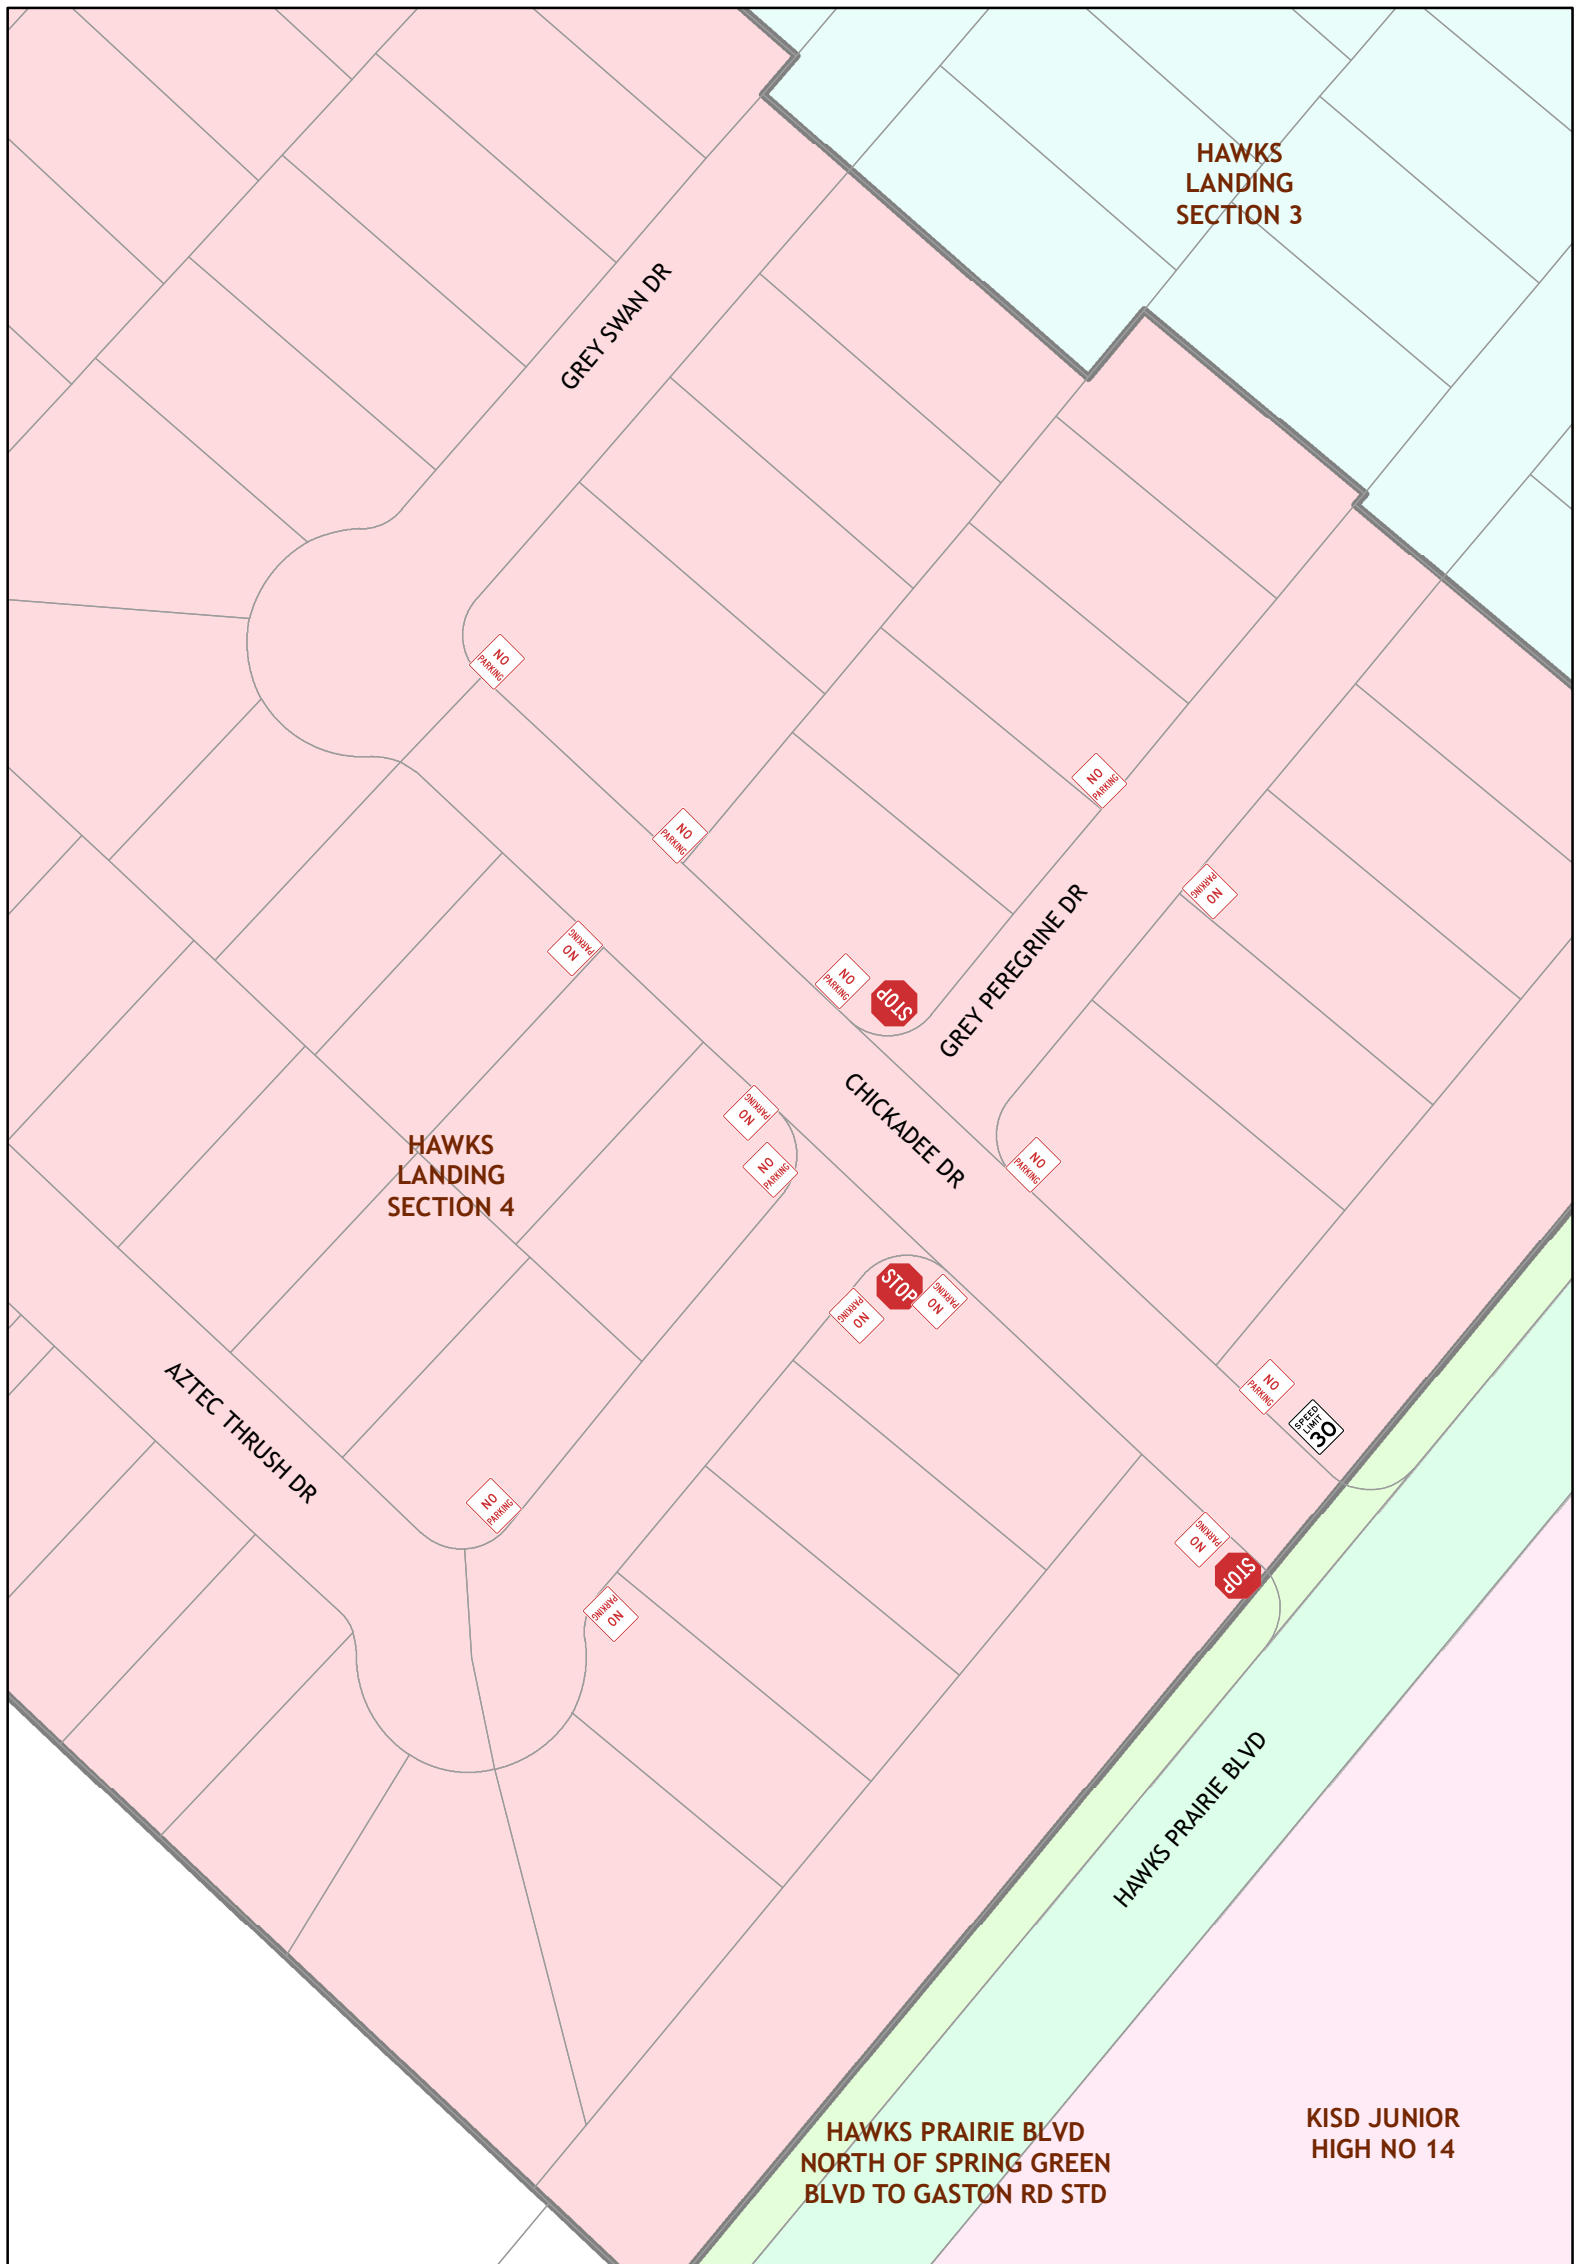 HAWKS
LANDING
SECTION 3
GREY SWAN DR
NO
PARKING
NO
PARKING
NO
PARKING
NO
PARKING
NO
PARKING
NO
PARKING
STOP
GREY PEREGRINE DR
CHICKADEE DR
NO
PARKING
NO
PARKING
NO
PARKING
HAWKS
LANDING
SECTION 4
STOP
NO
PARKING
NO
PARKING
AZTEC THRUSH DR
NO
PARKING
SPEED
LIMIT
30
NO
PARKING
NO
PARKING
STOP
NO
PARKING
HAWKS PRAIRIE BLVD
HAWKS PRAIRIE BLVD
NORTH OF SPRING GREEN
BLVD TO GASTON RD STD
KISD JUNIOR
HIGH NO 14